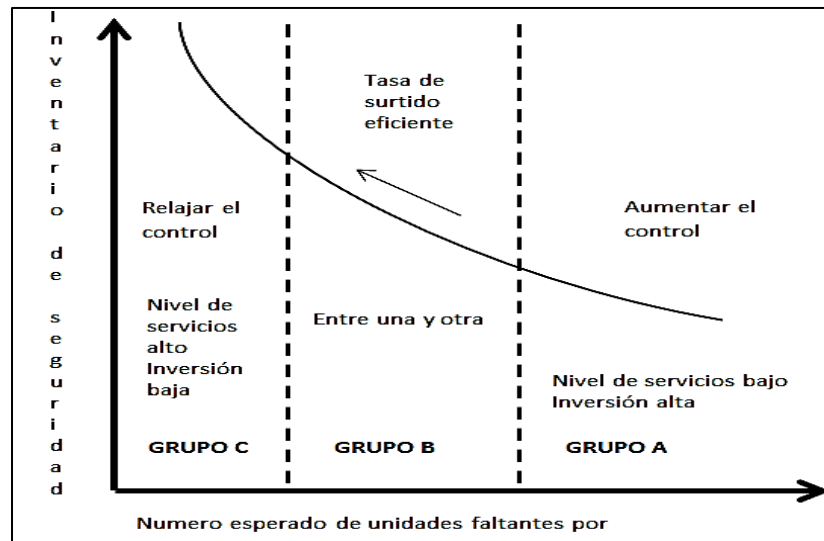 Inventario de seguridad
Tasa de
surtido
eficiente
Relajar el
control
Aumentar el
control
Nivel de
servicios
alto
Inversión
baja
Entre una y otra
Nivel de servicios bajo
Inversión alta
GRUPO C
GRUPO B
GRUPO A
Numero esperado de unidades faltantes por